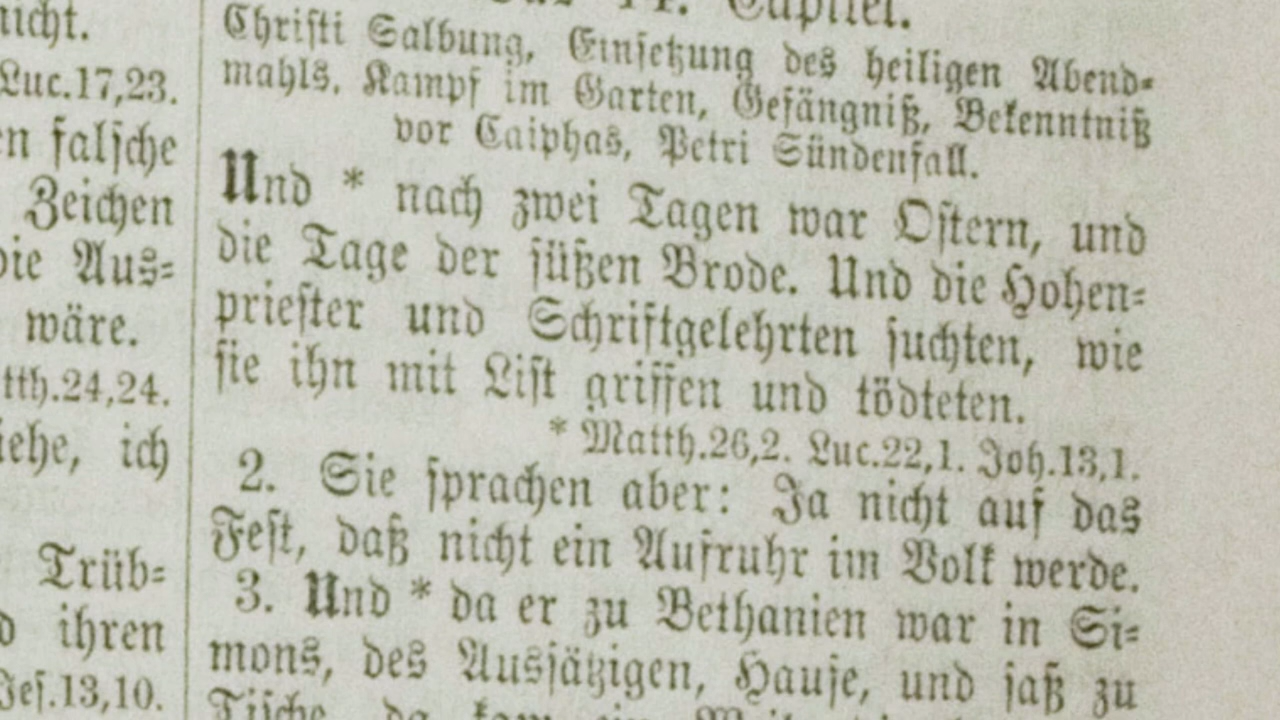 nicht.
Luc.17,23.
falsche
Zeichen
die Aus=
wäre.
24,24.
ich
Trüb=
ihren
Jes.13,10.
14. Capitel.
Christi Salbung, Einsetzung des heiligen Abend=
mahls, Kampf im Garten, Gefängniß, Bekenntniß
vor Caiphas, Petri Sündenfall.
Und * nach zwei Tagen war Ostern, und
die Tage der süßen Brode. Und die Hohen=
priester und Schriftgelehrten suchten, wie
sie ihn mit List griffen und tödteten.
* Matth.26,2. Luc.22,1. Joh.13,1.
2. Sie sprachen aber: Ja nicht auf das
Fest, daß nicht ein Aufruhr im Volk werde.
3. Und * da er zu Bethanien war in Si=
mons, des Aussätzigen, Hause, und saß zu
Tische, da kam ein